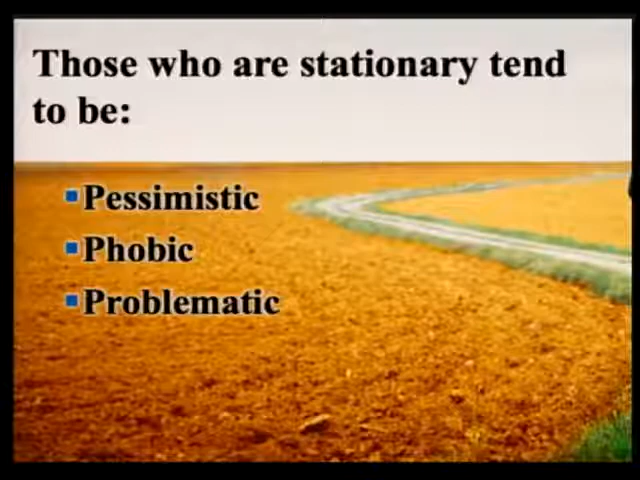 Those who are stationary tend
to be:
Pessimistic
Phobic
Problematic